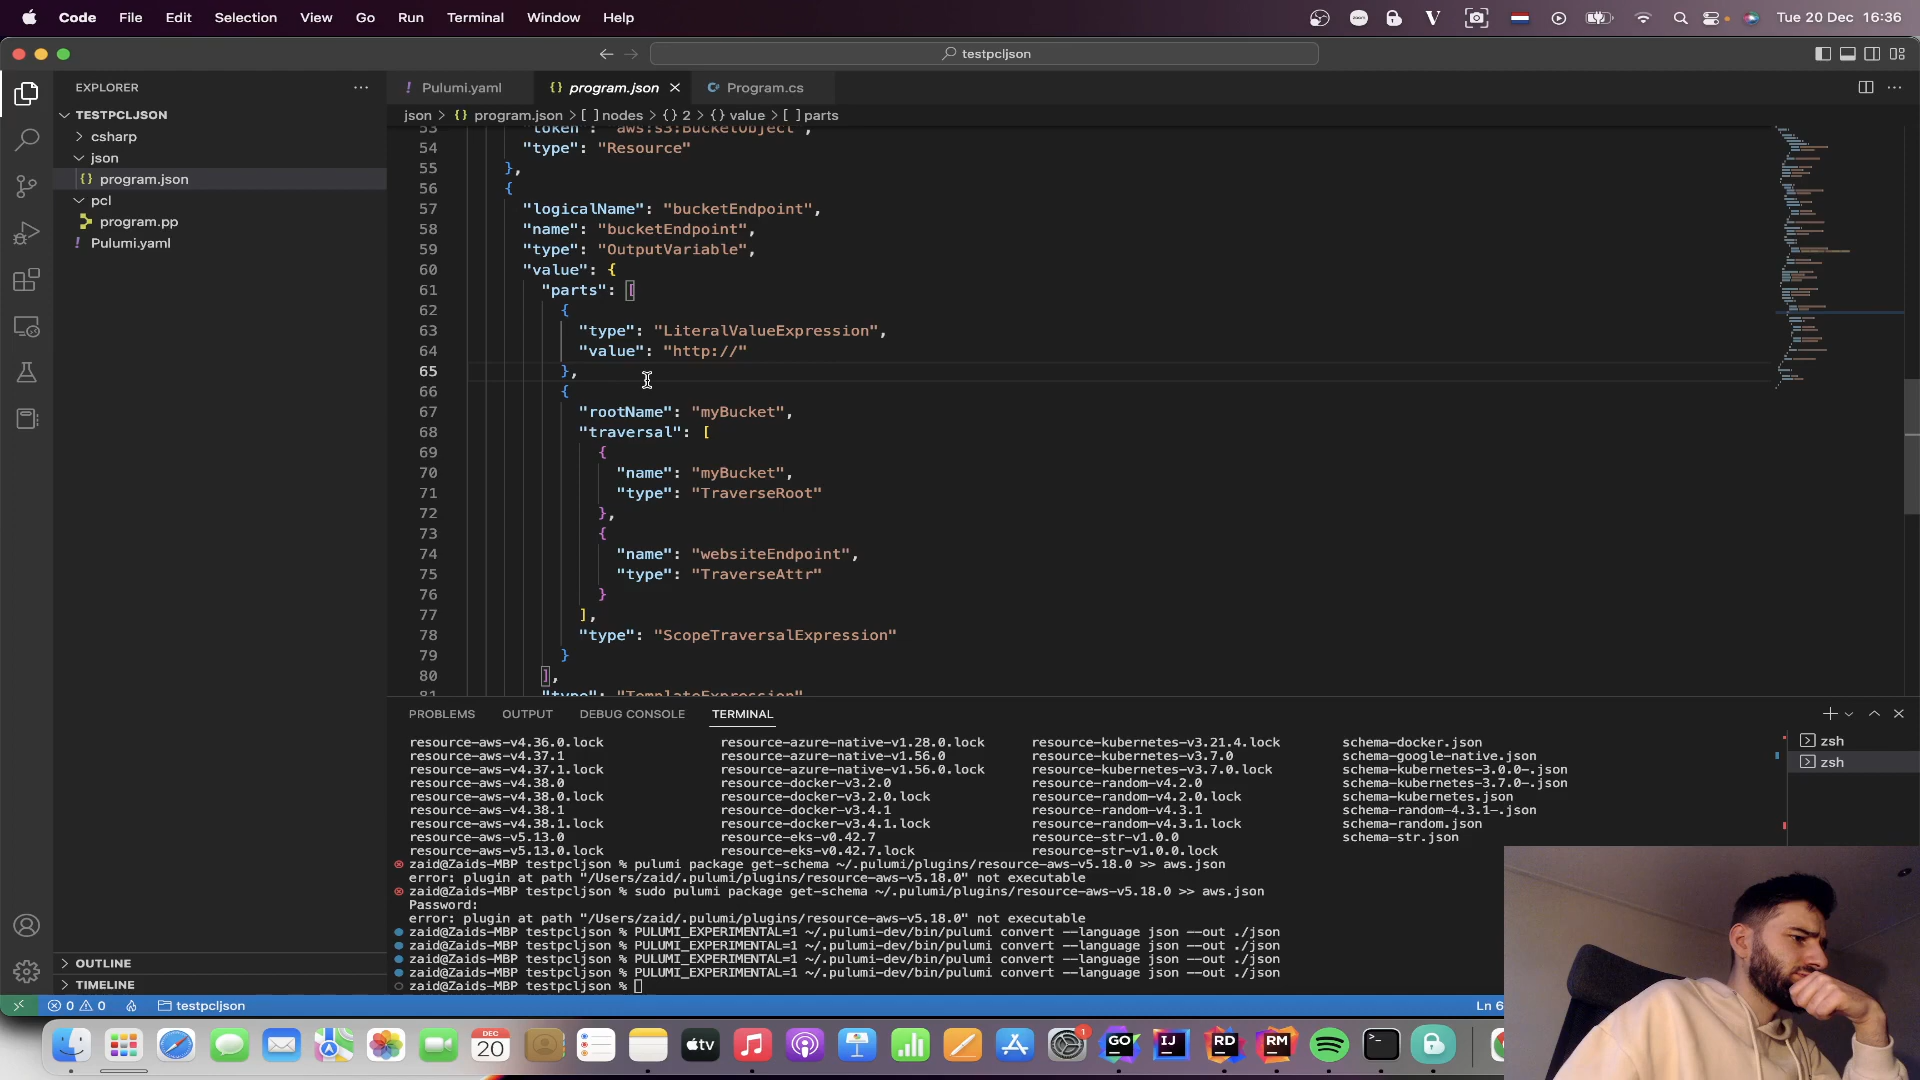 Code File Edit Selection View Go Run Terminal Window Help
Tue 20 Dec 16:36
testpcljson
EXPLORER
TESTPCLJSON
csharp
json
program.json
pcl
program.pp
Pulumi.yaml
OUTLINE
TIMELINE
Pulumi.yaml program.json Program.cs
json > program.json > [ ] nodes > {} 2 > {} value > [ ] parts
53 "token": "aws:s3:BucketObject",
54 "type": "Resource"
55 },
56 {
57 "logicalName": "bucketEndpoint",
58 "name": "bucketEndpoint",
59 "type": "OutputVariable",
60 "value": {
61 "parts": [
62 {
63 "type": "LiteralValueExpression",
64 "value": "http://"
65 },
66 {
67 "rootName": "myBucket",
68 "traversal": [
69 {
70 "name": "myBucket",
71 "type": "TraverseRoot"
72 },
73 {
74 "name": "websiteEndpoint",
75 "type": "TraverseAttr"
76 }
77 ],
78 "type": "ScopeTraversalExpression"
79 }
80 ],
81 "type": "TemplateExpression"
PROBLEMS OUTPUT DEBUG CONSOLE TERMINAL
zsh
zsh
resource-aws-v4.36.0.lock resource-azure-native-v1.28.0.lock resource-kubernetes-v3.21.4.lock schema-docker.json
resource-aws-v4.37.1 resource-azure-native-v1.56.0 resource-kubernetes-v3.7.0 schema-google-native.json
resource-aws-v4.37.1.lock resource-azure-native-v1.56.0.lock resource-kubernetes-v3.7.0.lock schema-kubernetes-3.0.0-.json
resource-aws-v4.38.0 resource-docker-v3.2.0 resource-random-v4.2.0 schema-kubernetes-3.7.0-.json
resource-aws-v4.38.0.lock resource-docker-v3.2.0.lock resource-random-v4.2.0.lock schema-kubernetes.json
resource-aws-v4.38.1 resource-docker-v3.4.1 resource-random-v4.3.1 schema-random-4.3.1-.json
resource-aws-v4.38.1.lock resource-docker-v3.4.1.lock resource-random-v4.3.1.lock schema-random.json
resource-aws-v5.13.0 resource-eks-v0.42.7 resource-str-v1.0.0 schema-str.json
resource-aws-v5.13.0.lock resource-eks-v0.42.7.lock resource-str-v1.0.0.lock
zaid@Zaids-MBP testpcljson % pulumi package get-schema ~/.pulumi/plugins/resource-aws-v5.18.0 >> aws.json
error: plugin at path "/Users/zaid/.pulumi/plugins/resource-aws-v5.18.0" not executable
zaid@Zaids-MBP testpcljson % sudo pulumi package get-schema ~/.pulumi/plugins/resource-aws-v5.18.0 >> aws.json
Password:
error: plugin at path "/Users/zaid/.pulumi/plugins/resource-aws-v5.18.0" not executable
zaid@Zaids-MBP testpcljson % PULUMI_EXPERIMENTAL=1 ~/.pulumi-dev/bin/pulumi convert --language json --out ./json
zaid@Zaids-MBP testpcljson % PULUMI_EXPERIMENTAL=1 ~/.pulumi-dev/bin/pulumi convert --language json --out ./json
zaid@Zaids-MBP testpcljson % PULUMI_EXPERIMENTAL=1 ~/.pulumi-dev/bin/pulumi convert --language json --out ./json
zaid@Zaids-MBP testpcljson % PULUMI_EXPERIMENTAL=1 ~/.pulumi-dev/bin/pulumi convert --language json --out ./json
zaid@Zaids-MBP testpcljson %
0 0 testpcljson Ln 6
DEC
20
tv
1
GO IJ RD RM